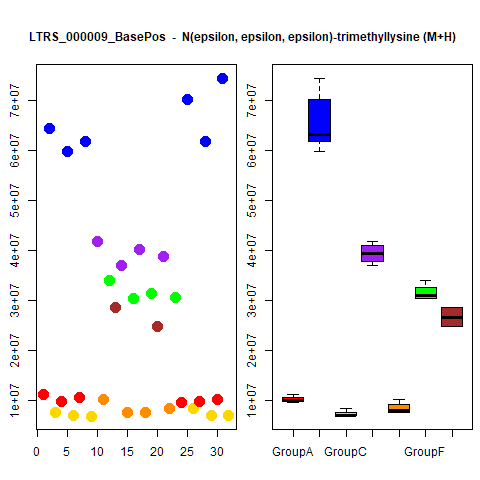 LTRS_000009_BasePos - N(epsilon, epsilon, epsilon)-trimethyllysine (M+H)
7e+07
6e+07
5e+07
4e+07
3e+07
2e+07
1e+07
0 5 10 15 20 25 30
7e+07
6e+07
5e+07
4e+07
3e+07
2e+07
1e+07
GroupA GroupC GroupF